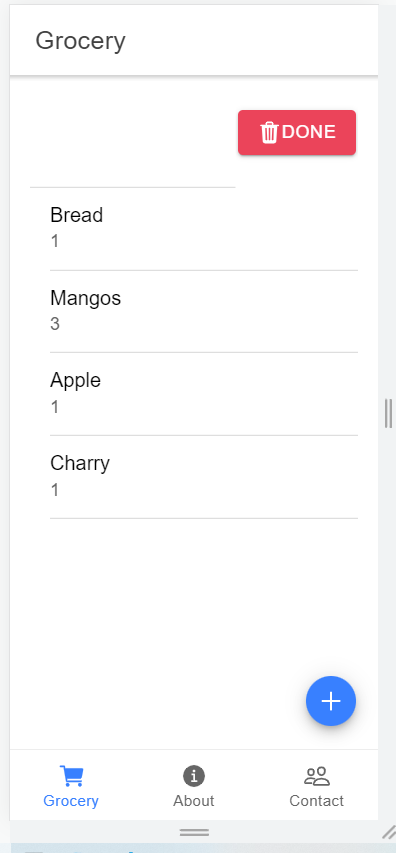 Grocery
DONE
Bread
1
Mangos
3
Apple
1
Charry
1
Grocery
About
Contact